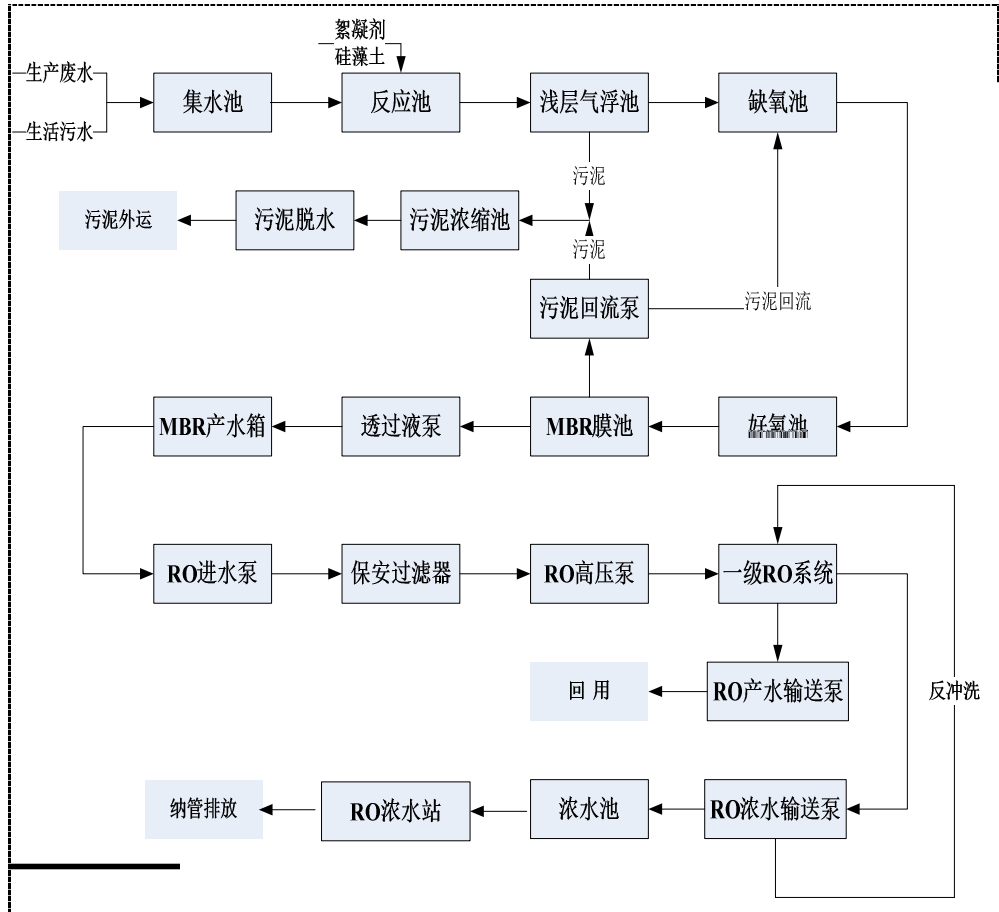 絮凝剂
硅藻土
生产废水
生活污水
集水池
反应池
浅层气浮池
缺氧池
污泥
污泥外运
污泥脱水
污泥浓缩池
污泥
污泥回流泵
污泥回流
MBR产水箱
透过液泵
MBR膜池
好氧池
RO进水泵
保安过滤器
RO高压泵
一级RO系统
回 用
RO产水输送泵
反冲洗
纳管排放
RO浓水站
浓水池
RO浓水输送泵